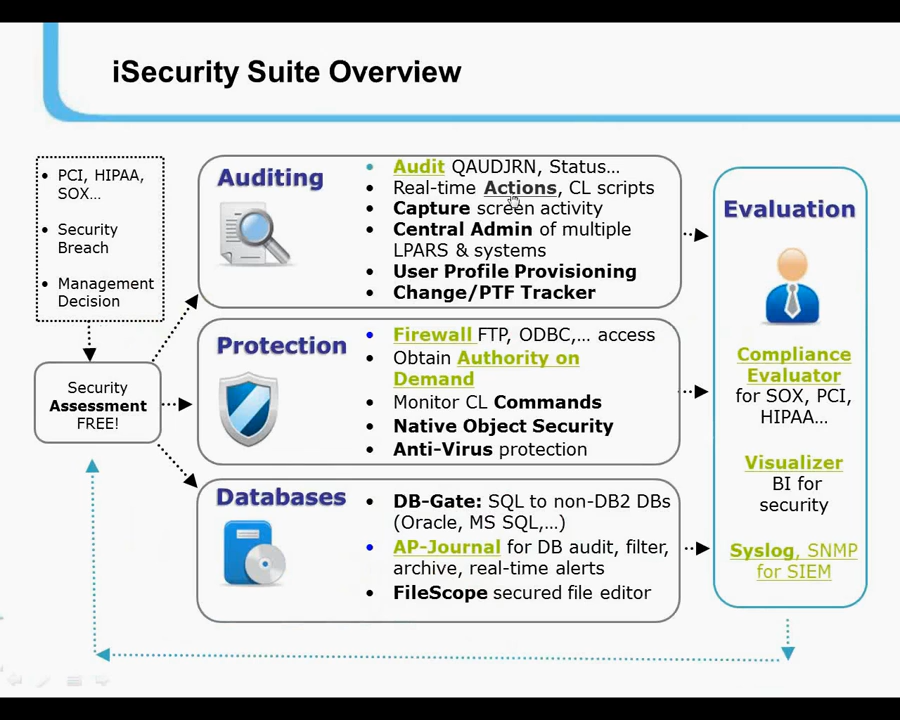 iSecurity Suite Overview
• PCI, HIPAA,
SOX...
• Security
Breach
• Management
Decision
Security
Assessment
FREE!
Auditing
• Audit QAUDJRN, Status...
• Real-time Actions, CL scripts
• Capture screen activity
• Central Admin of multiple
LPARS & systems
• User Profile Provisioning
• Change/PTF Tracker
Protection
• Firewall FTP, ODBC,... access
• Obtain Authority on
Demand
• Monitor CL Commands
• Native Object Security
• Anti-Virus protection
Databases
• DB-Gate: SQL to non-DB2 DBs
(Oracle, MS SQL,...)
• AP-Journal for DB audit, filter,
archive, real-time alerts
• FileScope secured file editor
Evaluation
Compliance
Evaluator
for SOX, PCI,
HIPAA...
Visualizer
BI for
security
Syslog, SNMP
for SIEM